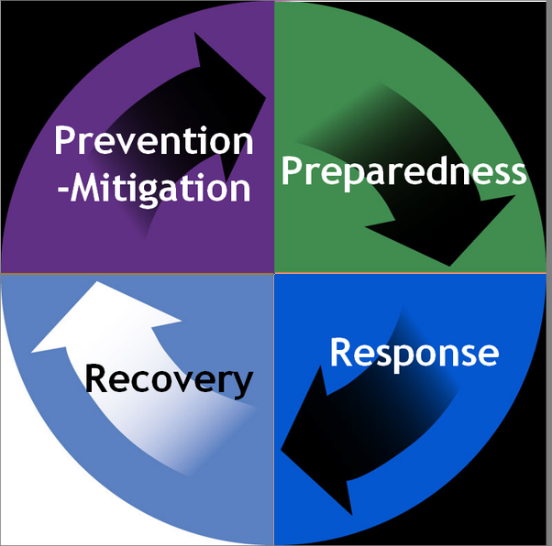 Prevention
-Mitigation
Preparedness
Response
Recovery